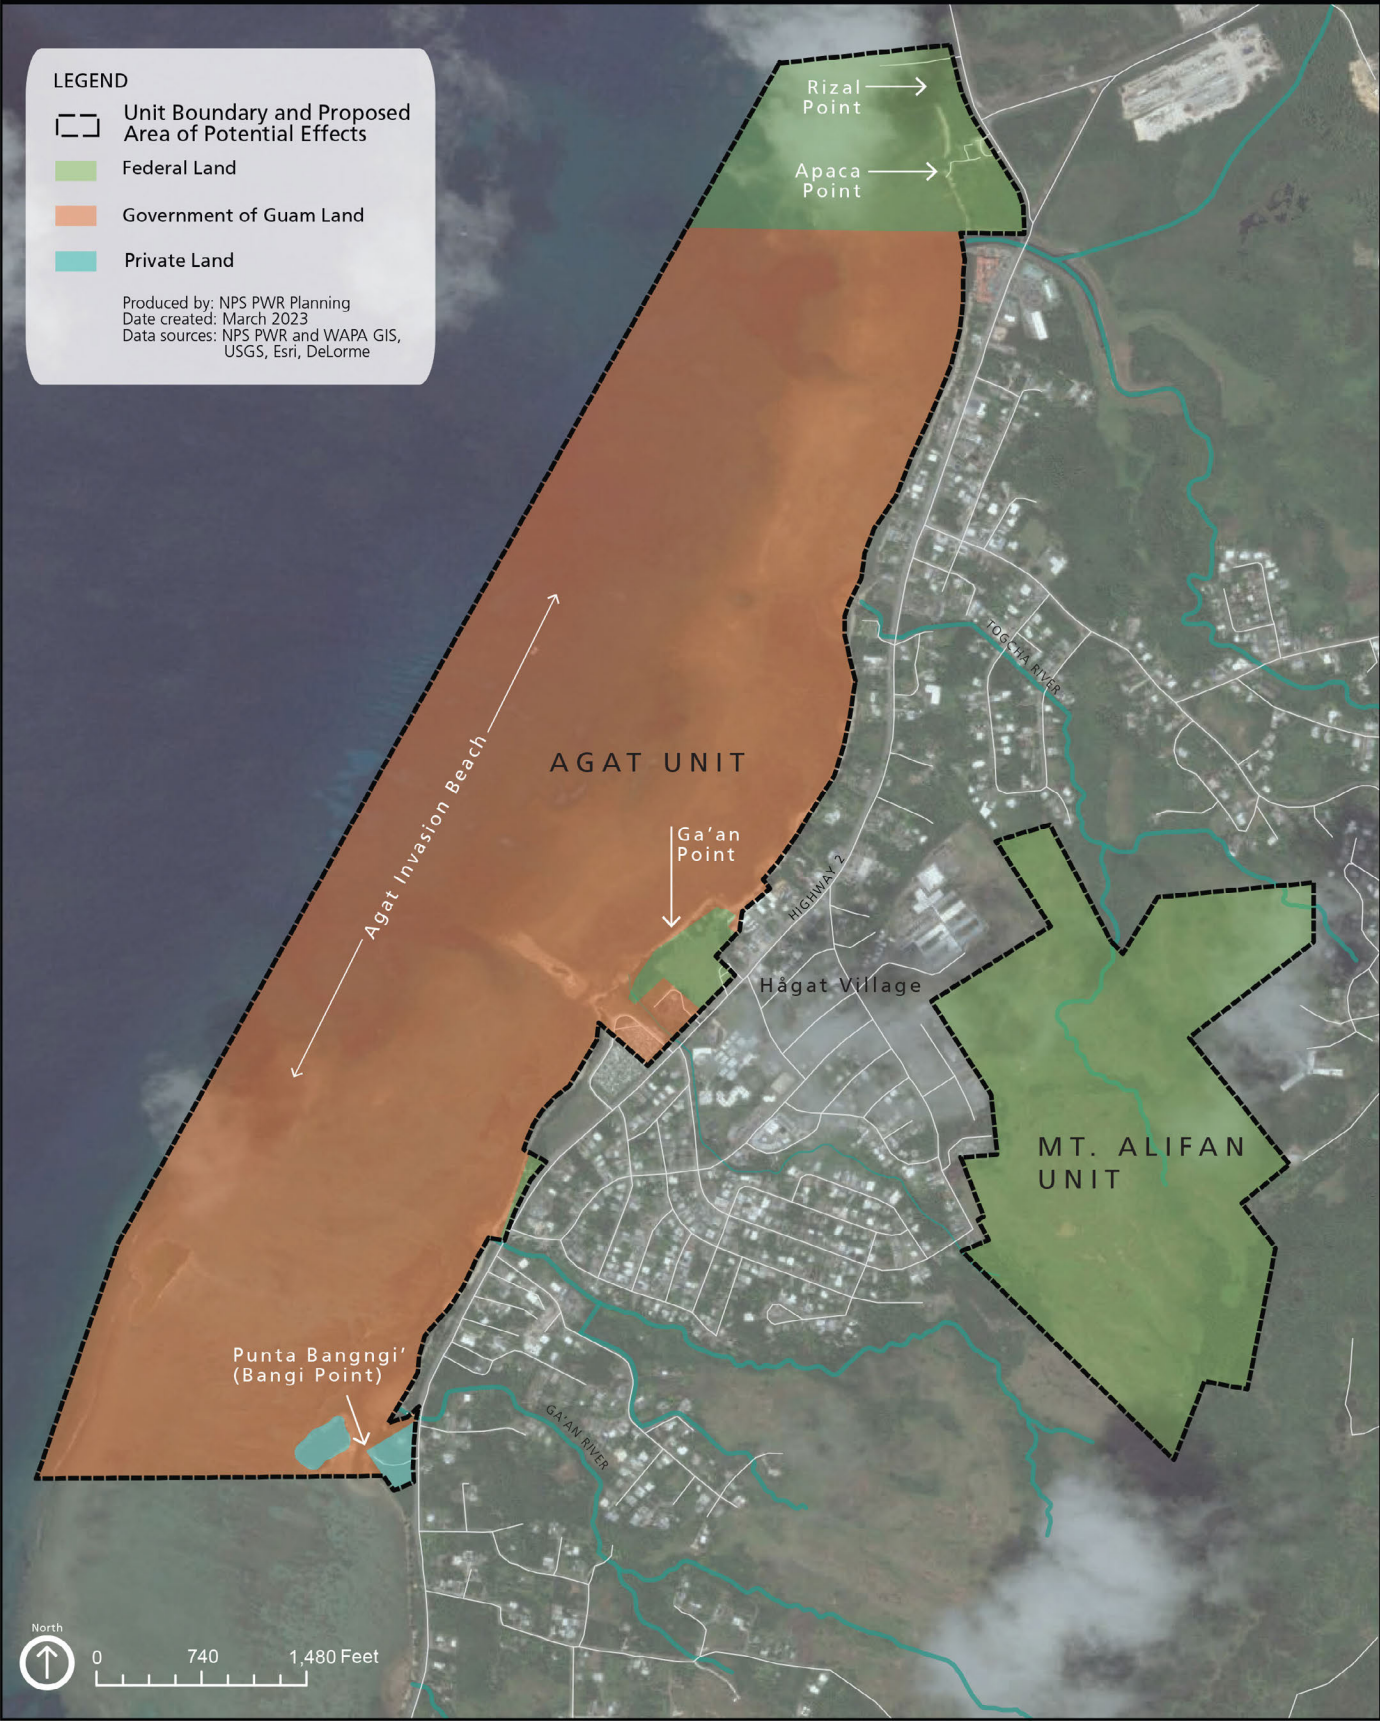 LEGEND
Unit Boundary and Proposed
Area of Potential Effects
Federal Land
Government of Guam Land
Private Land
Produced by: NPS PWR Planning
Date created: March 2023
Data sources: NPS PWR and WAPA GIS,
USGS, Esri, DeLorme
Rizal
Point
Apaca
Point
TOGCHA RIVER
AGAT UNIT
Agat Invasion Beach
Ga'an
Point
HIGHWAY 2
Hågat Village
MT. ALIFAN
UNIT
Punta Bangngi'
(Bangi Point)
GA'AN RIVER
North
0 740 1,480 Feet